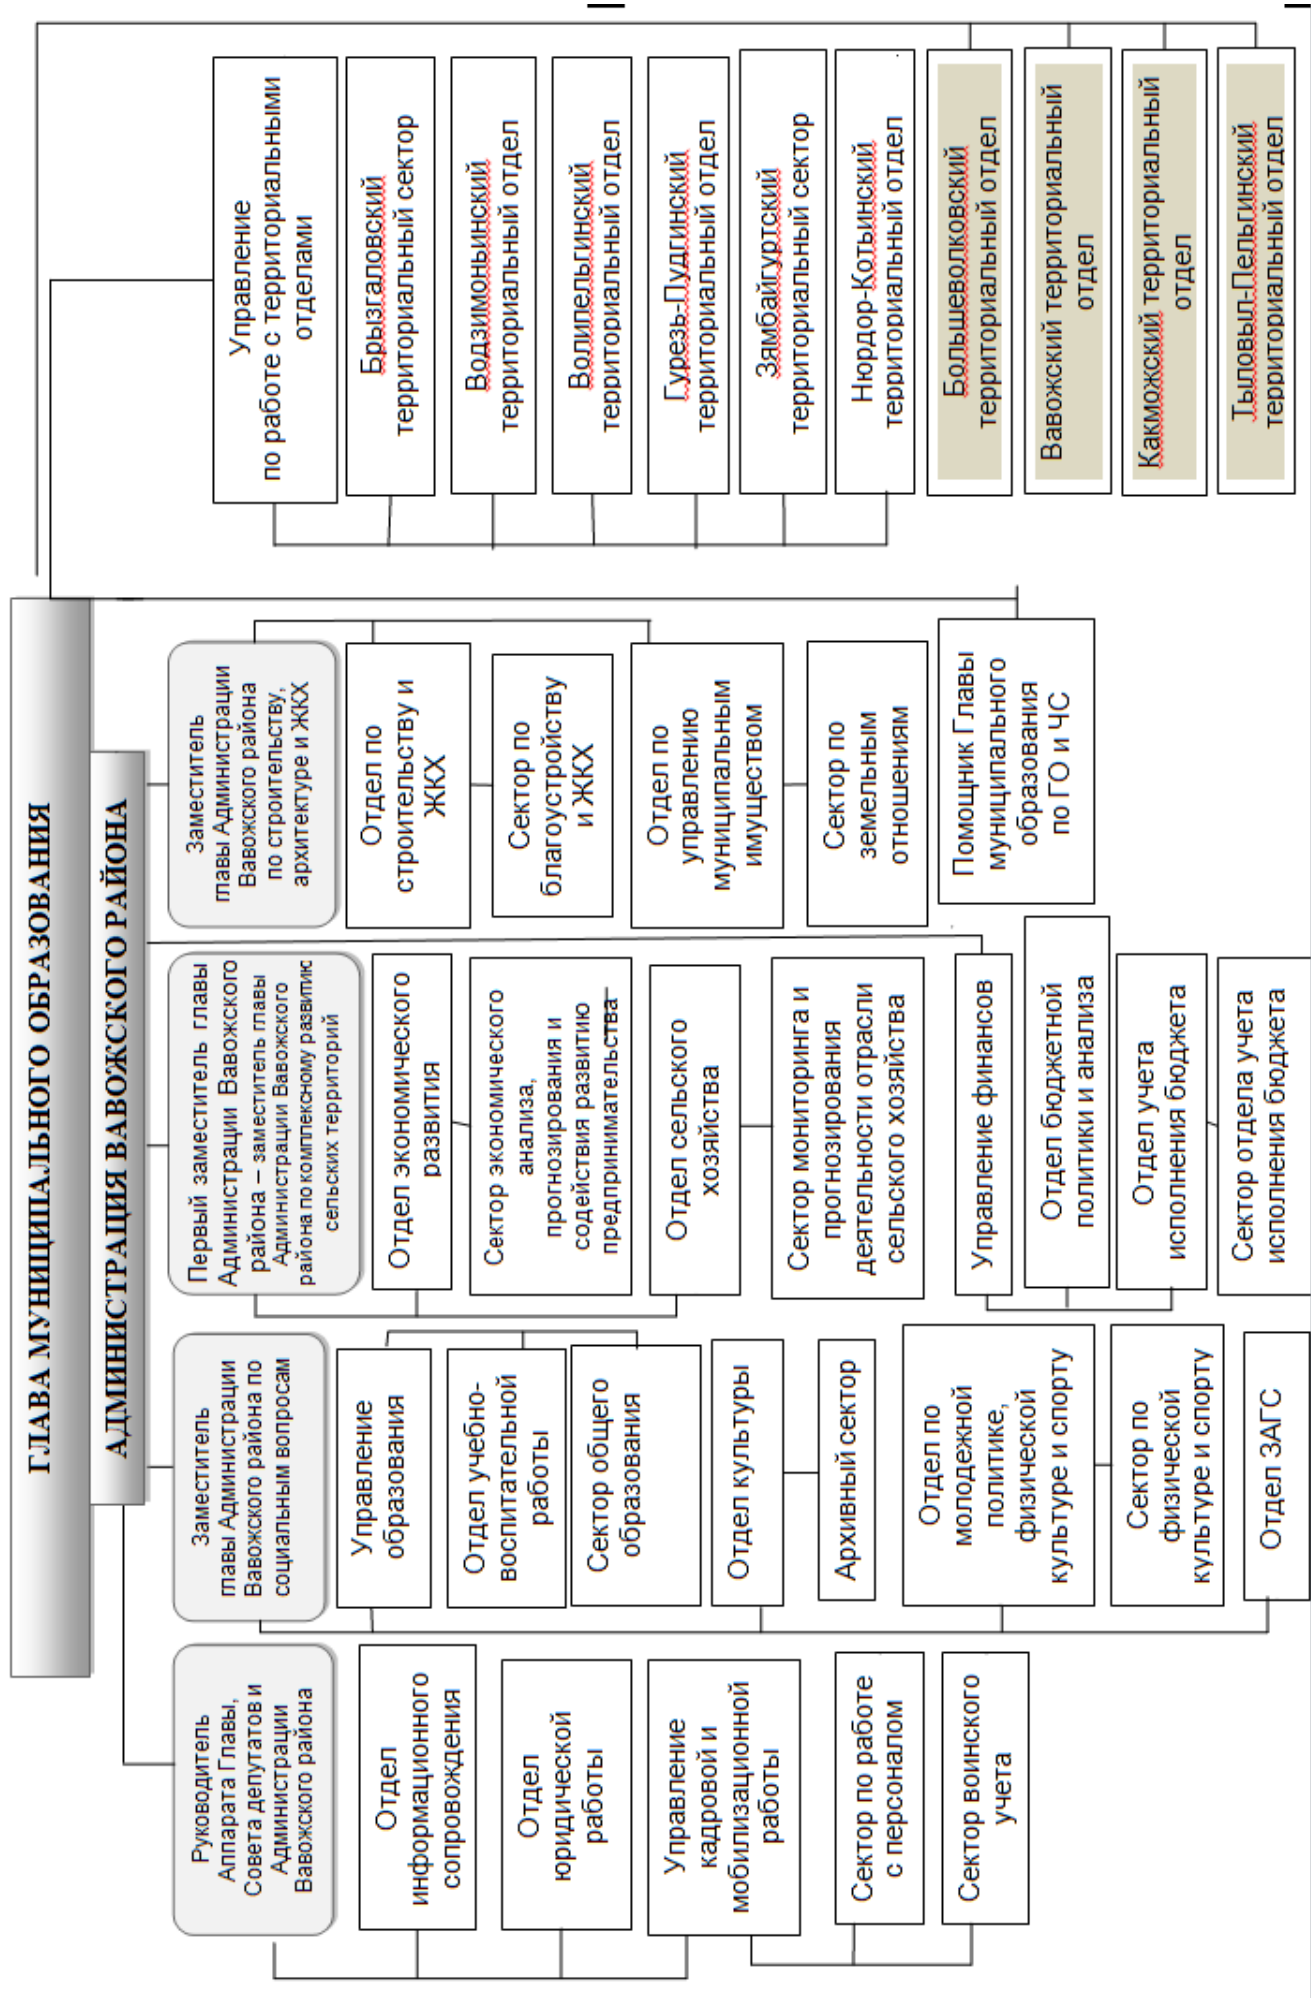 ГЛАВА МУНИЦИПАЛЬНОГО ОБРАЗОВАНИЯ
АДМИНИСТРАЦИЯ ВАВОЖСКОГО РАЙОНА
Руководитель
Аппарата Главы,
Совета депутатов и
Администрации
Вавожского района
Отдел
информационного
сопровождения
Отдел
юридической
работы
Управление
кадровой и
мобилизационной
работы
Сектор по работе
с персоналом
Сектор воинского
учета
Заместитель
главы Администрации
Вавожского района по
социальным вопросам
Управление
образования
Отдел учебно-
воспитательной
работы
Сектор общего
образования
Отдел культуры
Архивный сектор
Отдел по
молодежной
политике,
физической
культуре и спорту
Сектор по
физической
культуре и спорту
Отдел ЗАГС
Первый заместитель главы
Администрации Вавожского
района – заместитель главы
Администрации Вавожского
района по комплексному развитию
сельских территорий
Отдел экономического
развития
Сектор экономического
анализа,
прогнозирования и
содействия развитию
предпринимательства
Отдел сельского
хозяйства
Сектор мониторинга и
прогнозирования
деятельности отрасли
сельского хозяйства
Управление финансов
Отдел бюджетной
политики и анализа
Отдел учета
исполнения бюджета
Сектор отдела учета
исполнения бюджета
Заместитель
главы Администрации
Вавожского района
по строительству,
архитектуре и ЖКХ
Отдел по
строительству и
ЖКХ
Сектор по
благоустройству
и ЖКХ
Отдел по
управлению
муниципальным
имуществом
Сектор по
земельным
отношениям
Помощник Главы
муниципального
образования
по ГО и ЧС
Управление
по работе с территориальными
отделами
Брызгаловский
территориальный сектор
Водзимоньинский
территориальный отдел
Волипельгинский
территориальный отдел
Гурезь-Пудгинский
территориальный отдел
Зямбайгуртский
территориальный сектор
Нюрдор-Котьинский
территориальный отдел
Большеволковский
территориальный отдел
Вавожский территориальный
отдел
Какможский территориальный
отдел
Тыловыл-Пельгинский
территориальный отдел